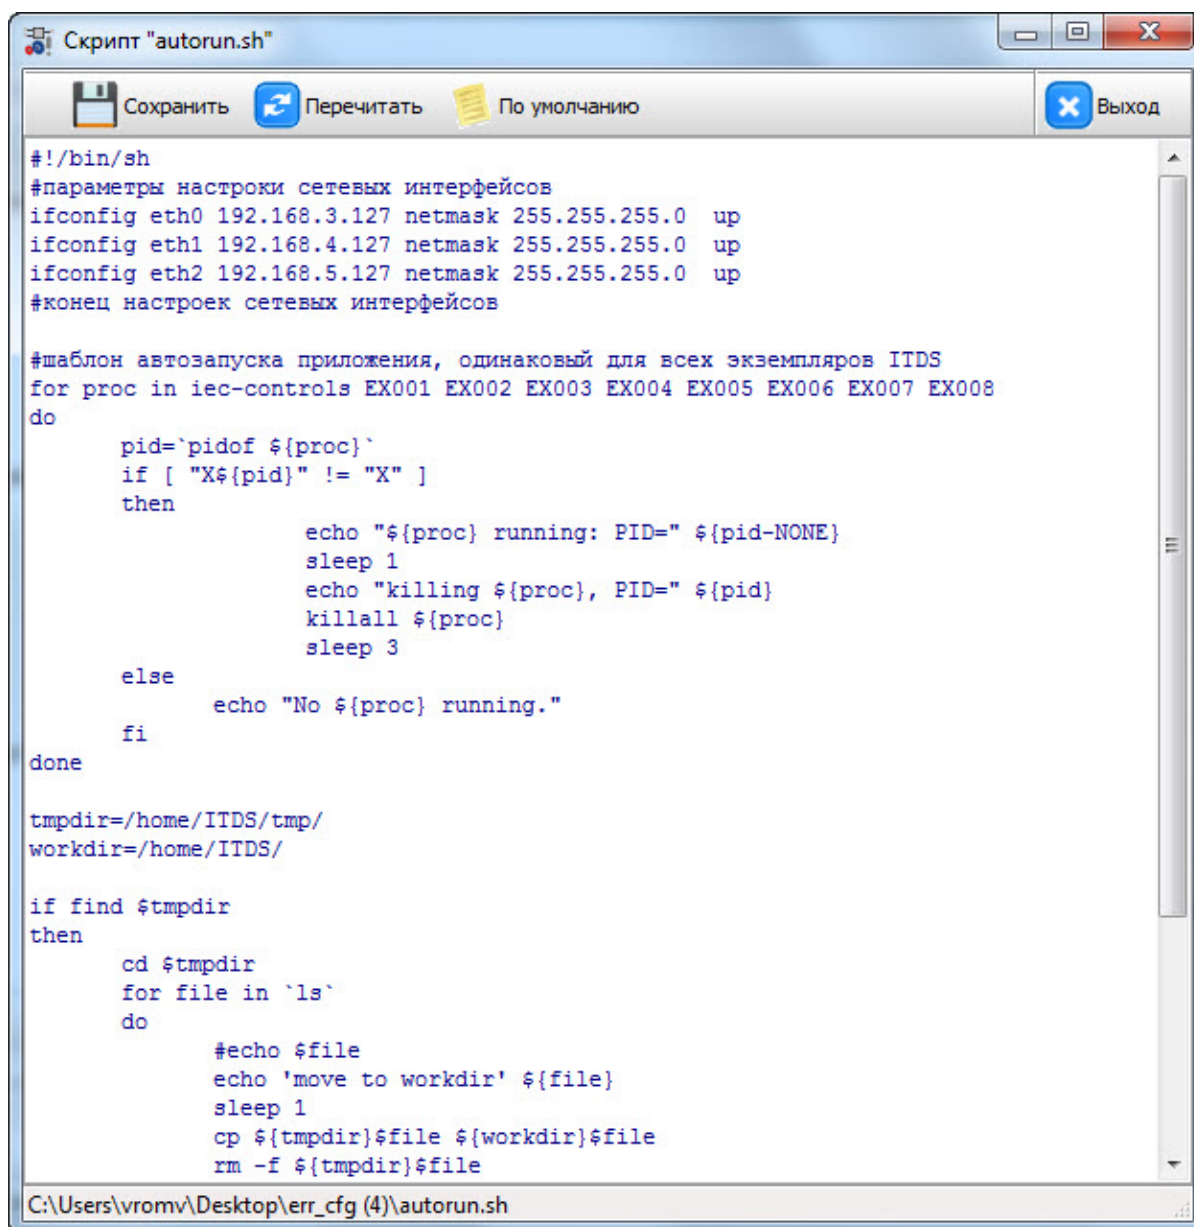 Скрипт "autorun.sh"
Сохранить Перечитать По умолчанию Выход
#!/bin/sh
#параметры настроки сетевых интерфейсов
ifconfig eth0 192.168.3.127 netmask 255.255.255.0  up
ifconfig eth1 192.168.4.127 netmask 255.255.255.0  up
ifconfig eth2 192.168.5.127 netmask 255.255.255.0  up
#конец настроек сетевых интерфейсов
#шаблон автозапуска приложения, одинаковый для всех экземпляров ITDS
for proc in iec-controls EX001 EX002 EX003 EX004 EX005 EX006 EX007 EX008
do
pid=`pidof ${proc}`
if [ "X${pid}" != "X" ]
then
echo "${proc} running: PID=" ${pid-NONE}
sleep 1
echo "killing ${proc}, PID=" ${pid}
killall ${proc}
sleep 3
else
echo "No ${proc} running."
fi
done
tmpdir=/home/ITDS/tmp/
workdir=/home/ITDS/
if find $tmpdir
then
cd $tmpdir
for file in `ls`
do
#echo $file
echo 'move to workdir' ${file}
sleep 1
cp ${tmpdir}$file ${workdir}$file
rm -f ${tmpdir}$file
C:\Users\vromv\Desktop\err_cfg (4)\autorun.sh